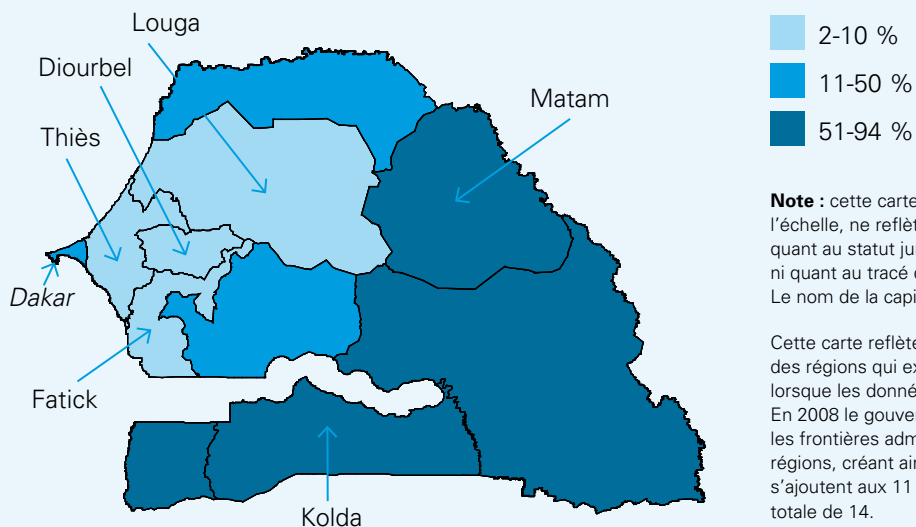 Louga
Diourbel
Thiès
Matam
Dakar
Fatick
Kolda
2-10 %
11-50 %
51-94 %
Note : cette carte
l'échelle, ne reflèt
quant au statut ju
ni quant au tracé
Le nom de la capi
Cette carte reflète
des régions qui ex
lorsque les donné
En 2008 le gouve
les frontières adm
régions, créant ain
s'ajoutent aux 11
totale de 14.